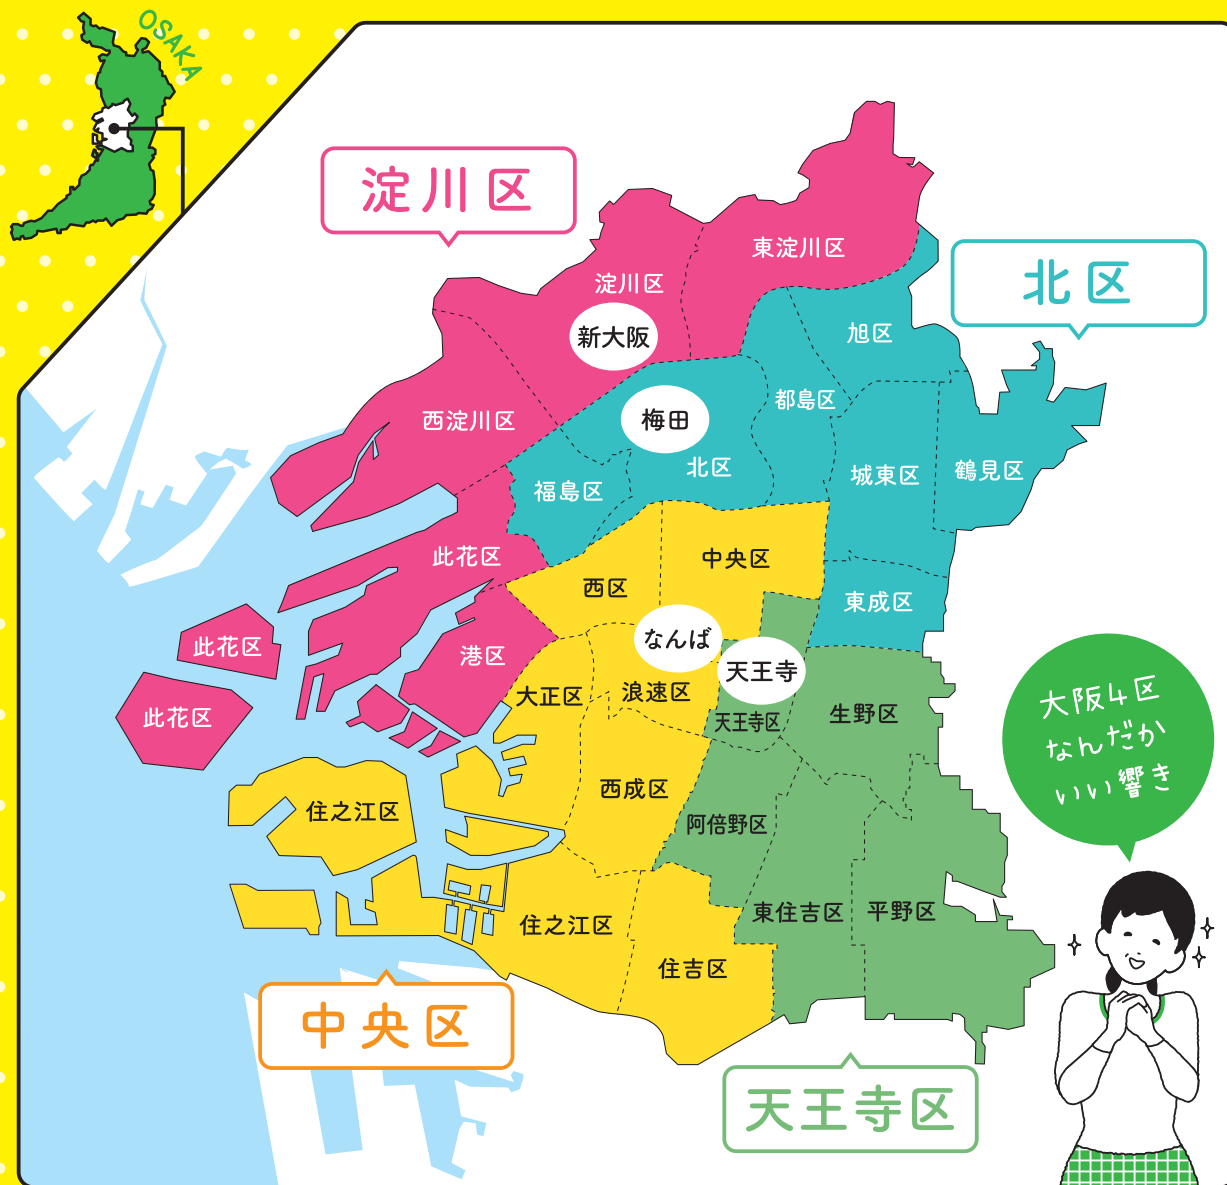 OSAKA
淀川区
北区
東淀川区
淀川区
新大阪
旭区
都島区
梅田
西淀川区
北区
城東区
鶴見区
福島区
此花区
中央区
西区
東成区
此花区
なんば
港区
天王寺
大正区
浪速区
此花区
天王寺区
生野区
西成区
住之江区
阿倍野区
東住吉区
平野区
住之江区
住吉区
中央区
天王寺区
大阪4区
なんだか
いい響き